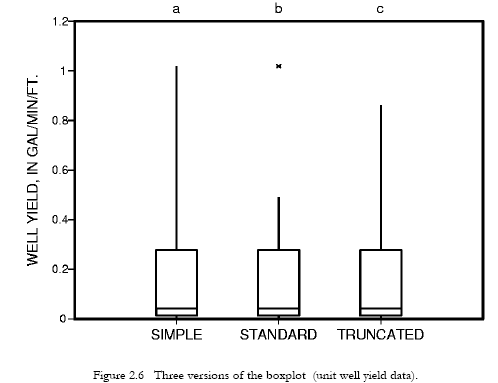 a b c
1.2
1
0.8
0.6
0.4
0.2
0
WELL YIELD, IN GAL/MIN/FT.
SIMPLE STANDARD TRUNCATED
Figure 2.6 Three versions of the boxplot (unit well yield data).